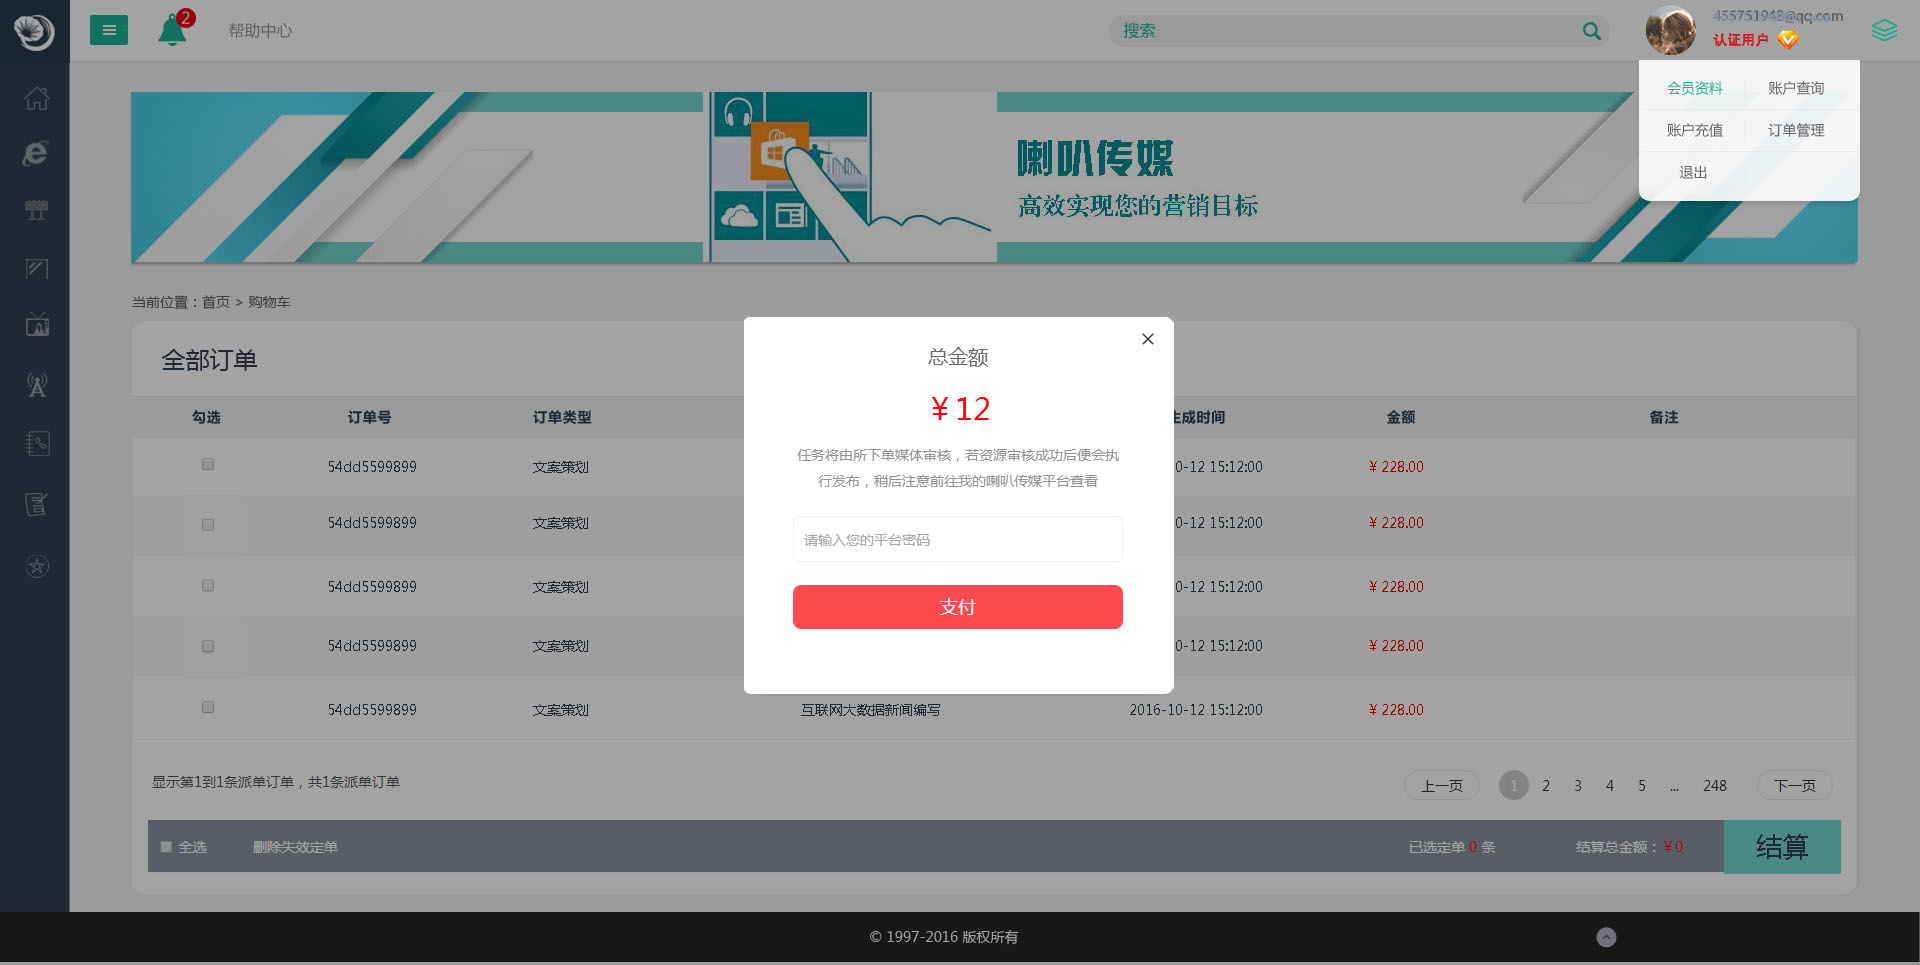 2
帮助中心
搜索
455751948@qq.com
认证用户
会员资料 账户查询
账户充值 订单管理
退出
喇叭传媒
高效实现您的营销目标
当前位置：首页 > 购物车
全部订单
勾选 订单号 订单类型 生成时间 金额 备注
54dd5599899 文案策划 0-12 15:12:00 ¥ 228.00
54dd5599899 文案策划 0-12 15:12:00 ¥ 228.00
54dd5599899 文案策划 0-12 15:12:00 ¥ 228.00
54dd5599899 文案策划 0-12 15:12:00 ¥ 228.00
54dd5599899 文案策划 互联网大数据新闻编写 2016-10-12 15:12:00 ¥ 228.00
总金额
¥ 12
任务将由所下单媒体审核，若资源审核成功后便会执
行发布，稍后注意前往我的喇叭传媒平台查看
请输入您的平台密码
支付
显示第1到1条派单订单，共1条派单订单
上一页 1 2 3 4 5 ... 248 下一页
全选 删除失效定单 已选定单 0 条 结算总金额：¥ 0 结算
© 1997-2016 版权所有